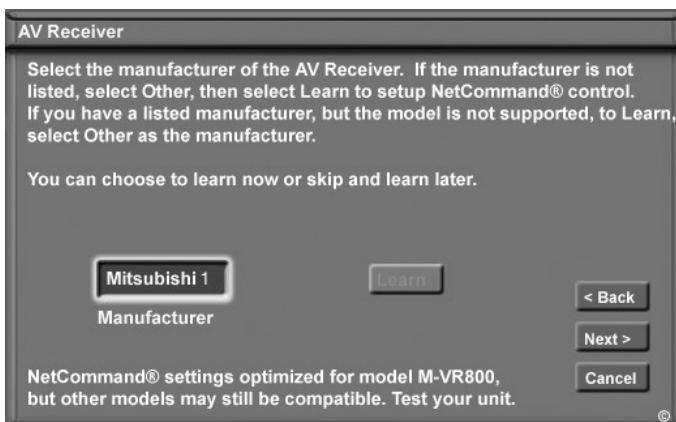 AV Receiver
Select the manufacturer of the AV Receiver. If the manufacturer is not
listed, select Other, then select Learn to setup NetCommand® control.
If you have a listed manufacturer, but the model is not supported, to Learn,
select Other as the manufacturer.
You can choose to learn now or skip and learn later.
Mitsubishi 1
Learn
Manufacturer
< Back
Next >
Cancel
NetCommand® settings optimized for model M-VR800,
but other models may still be compatible. Test your unit.
©